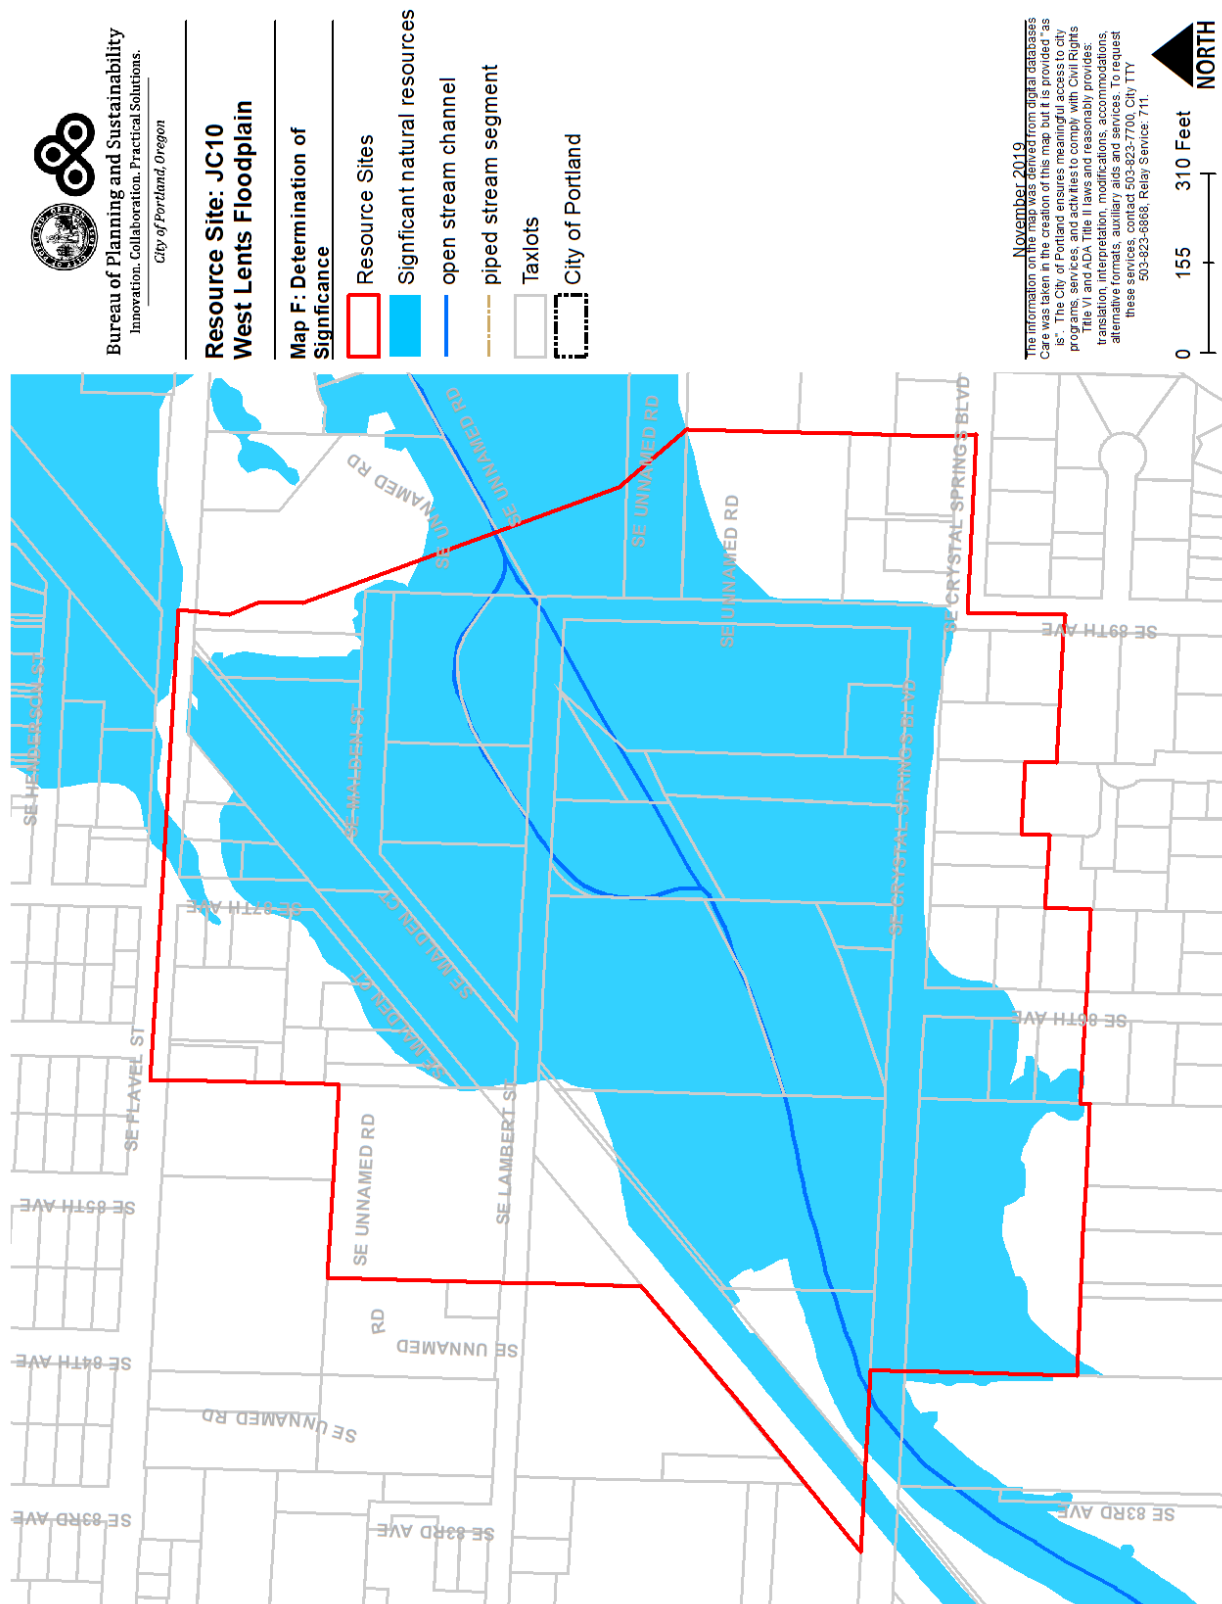 Bureau of Planning and Sustainability
Innovation. Collaboration. Practical Solutions.
City of Portland, Oregon
Resource Site: JC10
West Lents Floodplain
Map F: Determination of
Signficance
Resource Sites
Signficant natural resources
open stream channel
piped stream segment
Taxlots
City of Portland
November 2019
The information on the map was derived from digital databases
Care was taken in the creation of this map but it is provided "as
is". The City of Portland ensures meaningful access to city
programs, services, and activities to comply with Civil Rights
Title VI and ADA Title II laws and reasonably provides:
translation, interpretation, modifications, accommodations,
alternative formats, auxiliary aids and services. To request
these services, contact 503-823-7700, City TTY
503-823-6868, Relay Service: 711.
0 155 310 Feet
NORTH
SE HENDERSON ST
SE FLAVEL ST
SE 87TH AVE
SE 85TH AVE
SE 84TH AVE
SE 83RD AVE
SE UNNAMED RD
SE UNNAMED RD
SE MALDEN ST
SE MALDEN CT
SE MALDEN CT
SE UNNAMED RD
SE UNNAMED
RD
SE 83RD AVE
SE LAMBERT ST
SE UNNAMED RD
SE UNNAMED RD
SE UNNAMED RD
SE UNNAMED RD
SE CRYSTAL SPRINGS BLVD
SE CRYSTAL SPRINGS BLVD
SE 89TH AVE
SE 86TH AVE
SE 83RD AVE